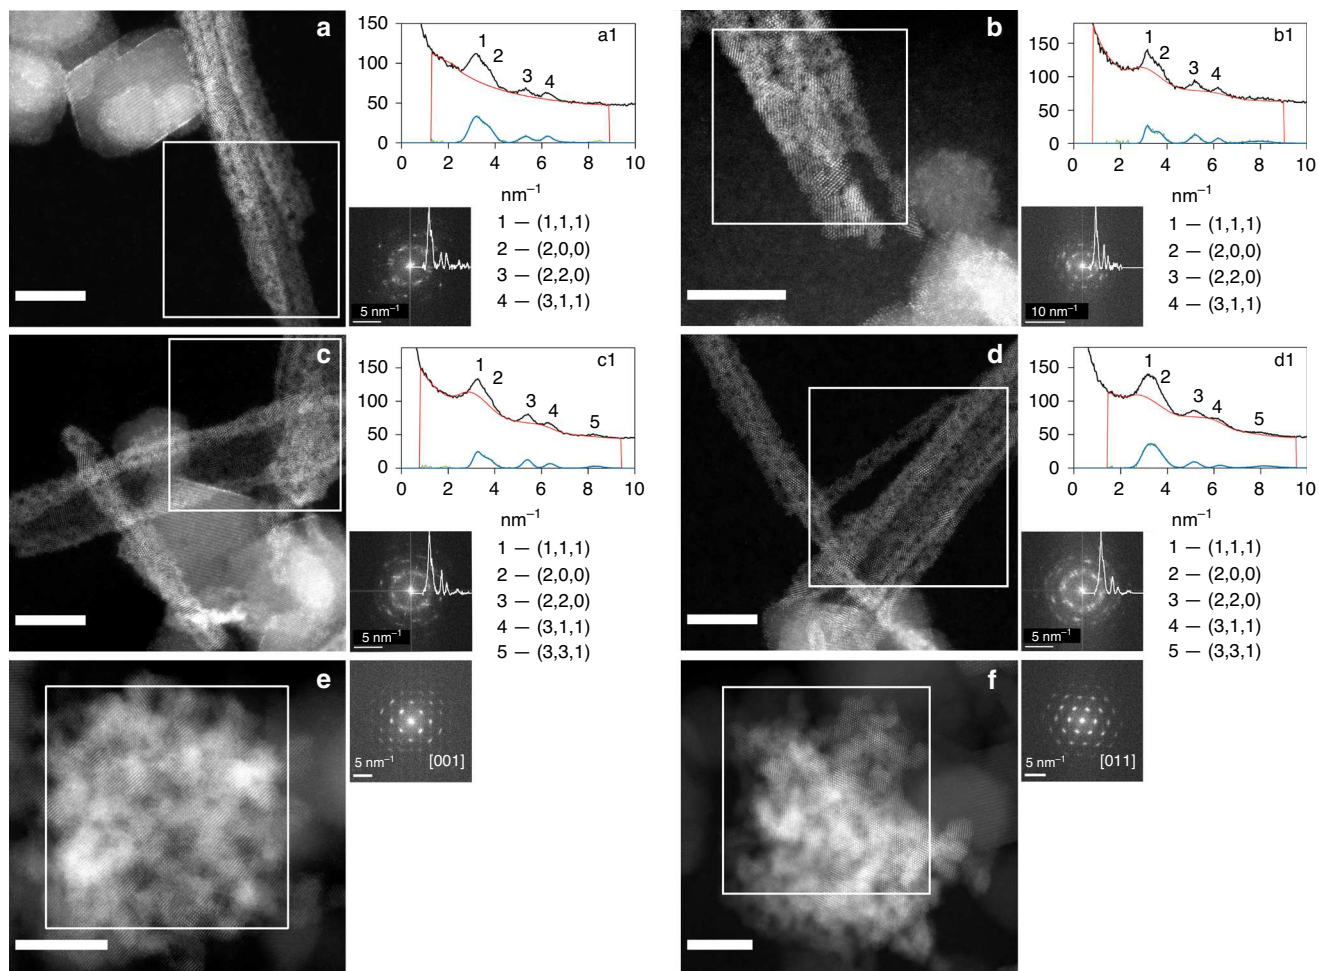 a
150
100
50
0
1
2
3
4
a1
0 2 4 6 8 10
nm⁻¹
5 nm⁻¹
1 — (1,1,1)
2 — (2,0,0)
3 — (2,2,0)
4 — (3,1,1)
b
150
100
50
0
1
2
3
4
b1
0 2 4 6 8 10
nm⁻¹
10 nm⁻¹
1 — (1,1,1)
2 — (2,0,0)
3 — (2,2,0)
4 — (3,1,1)
c
150
100
50
0
1
2
3
4
5
c1
0 2 4 6 8 10
nm⁻¹
5 nm⁻¹
1 — (1,1,1)
2 — (2,0,0)
3 — (2,2,0)
4 — (3,1,1)
5 — (3,3,1)
d
150
100
50
0
1
2
3
4
5
d1
0 2 4 6 8 10
nm⁻¹
5 nm⁻¹
1 — (1,1,1)
2 — (2,0,0)
3 — (2,2,0)
4 — (3,1,1)
5 — (3,3,1)
e
5 nm⁻¹
[001]
f
5 nm⁻¹
[011]